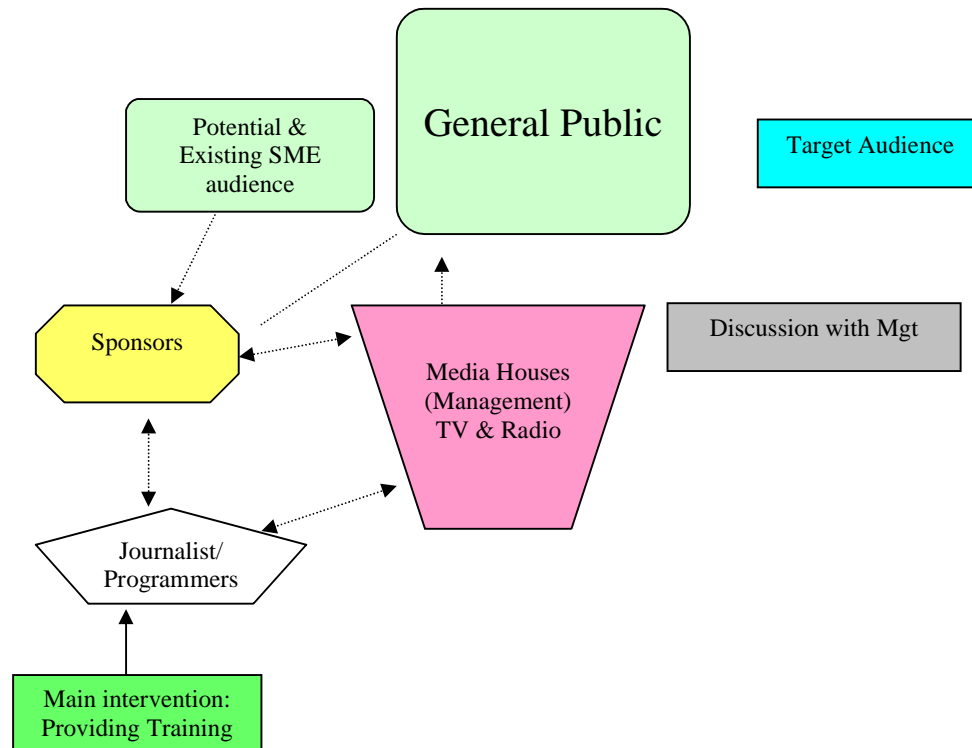 General Public
Potential &
Existing SME
audience
Target Audience
Sponsors
Discussion with Mgt
Media Houses
(Management)
TV & Radio
Journalist/
Programmers
Main intervention:
Providing Training